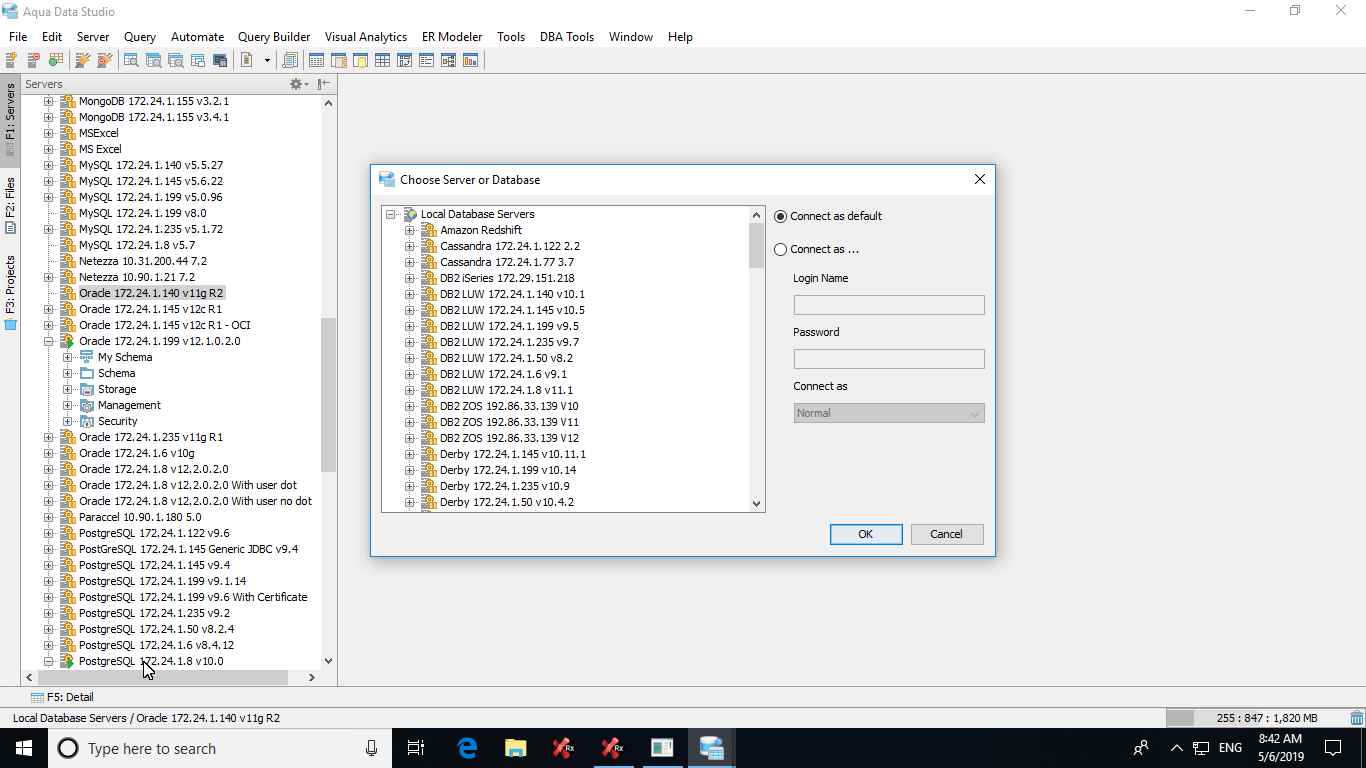 Aqua Data Studio
File Edit Server Query Automate Query Builder Visual Analytics ER Modeler Tools DBA Tools Window Help
F1: Servers
F2: Files
F3: Projects
Servers
MongoDB 172.24.1.155 v3.2.1
MongoDB 172.24.1.155 v3.4.1
MSExcel
MS Excel
MySQL 172.24.1.140 v5.5.27
MySQL 172.24.1.145 v5.6.22
MySQL 172.24.1.199 v5.0.96
MySQL 172.24.1.199 v8.0
MySQL 172.24.1.235 v5.1.72
MySQL 172.24.1.8 v5.7
Netezza 10.31.200.44 7.2
Netezza 10.90.1.21 7.2
Oracle 172.24.1.140 v11g R2
Oracle 172.24.1.145 v12c R1
Oracle 172.24.1.145 v12c R1 - OCI
Oracle 172.24.1.199 v12.1.0.2.0
My Schema
Schema
Storage
Management
Security
Oracle 172.24.1.235 v11g R1
Oracle 172.24.1.6 v10g
Oracle 172.24.1.8 v12.2.0.2.0
Oracle 172.24.1.8 v12.2.0.2.0 With user dot
Oracle 172.24.1.8 v12.2.0.2.0 With user no dot
Paraccel 10.90.1.180 5.0
PostgreSQL 172.24.1.122 v9.6
PostGreSQL 172.24.1.145 Generic JDBC v9.4
PostgreSQL 172.24.1.145 v9.4
PostgreSQL 172.24.1.199 v9.1.14
PostgreSQL 172.24.1.199 v9.6 With Certificate
PostgreSQL 172.24.1.235 v9.2
PostgreSQL 172.24.1.50 v8.2.4
PostgreSQL 172.24.1.6 v8.4.12
PostgreSQL 172.24.1.8 v10.0
Choose Server or Database
Local Database Servers
Amazon Redshift
Cassandra 172.24.1.122 2.2
Cassandra 172.24.1.77 3.7
DB2 iSeries 172.29.151.218
DB2 LUW 172.24.1.140 v10.1
DB2 LUW 172.24.1.145 v10.5
DB2 LUW 172.24.1.199 v9.5
DB2 LUW 172.24.1.235 v9.7
DB2 LUW 172.24.1.50 v8.2
DB2 LUW 172.24.1.6 v9.1
DB2 LUW 172.24.1.8 v11.1
DB2 ZOS 192.86.33.139 V10
DB2 ZOS 192.86.33.139 V11
DB2 ZOS 192.86.33.139 V12
Derby 172.24.1.145 v10.11.1
Derby 172.24.1.199 v10.14
Derby 172.24.1.235 v10.9
Derby 172.24.1.50 v10.4.2
Connect as default
Connect as ...
Login Name
Password
Connect as
Normal
OK Cancel
F5: Detail
Local Database Servers / Oracle 172.24.1.140 v11g R2
255 : 847 : 1,820 MB
Type here to search
Rx
Rx
ENG
8:42 AM
5/6/2019